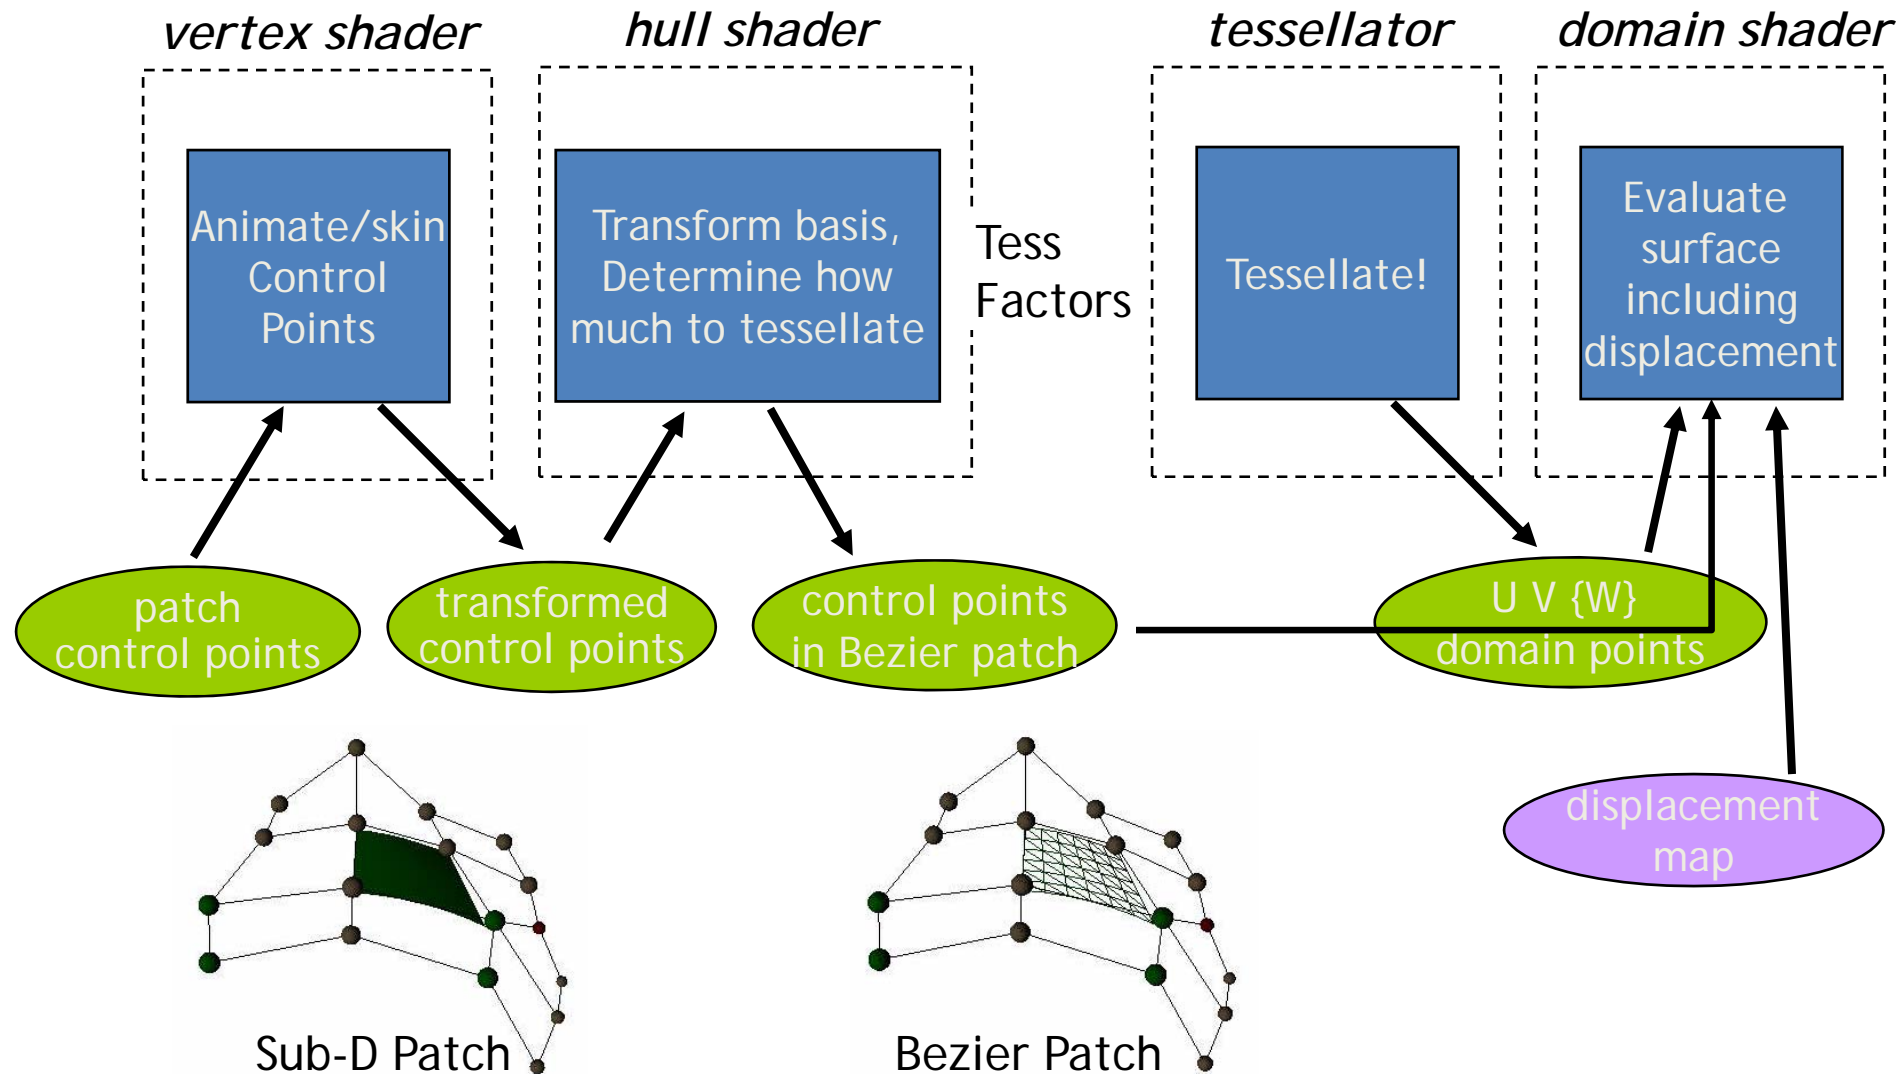 vertex shader
hull shader
tessellator
domain shader
Animate/skin
Control
Points
Transform basis,
Determine how
much to tessellate
Tess
Factors
Tessellate!
Evaluate
surface
including
displacement
patch
control points
transformed
control points
control points
in Bezier patch
U V {W}
domain points
displacement
map
Sub-D Patch
Bezier Patch